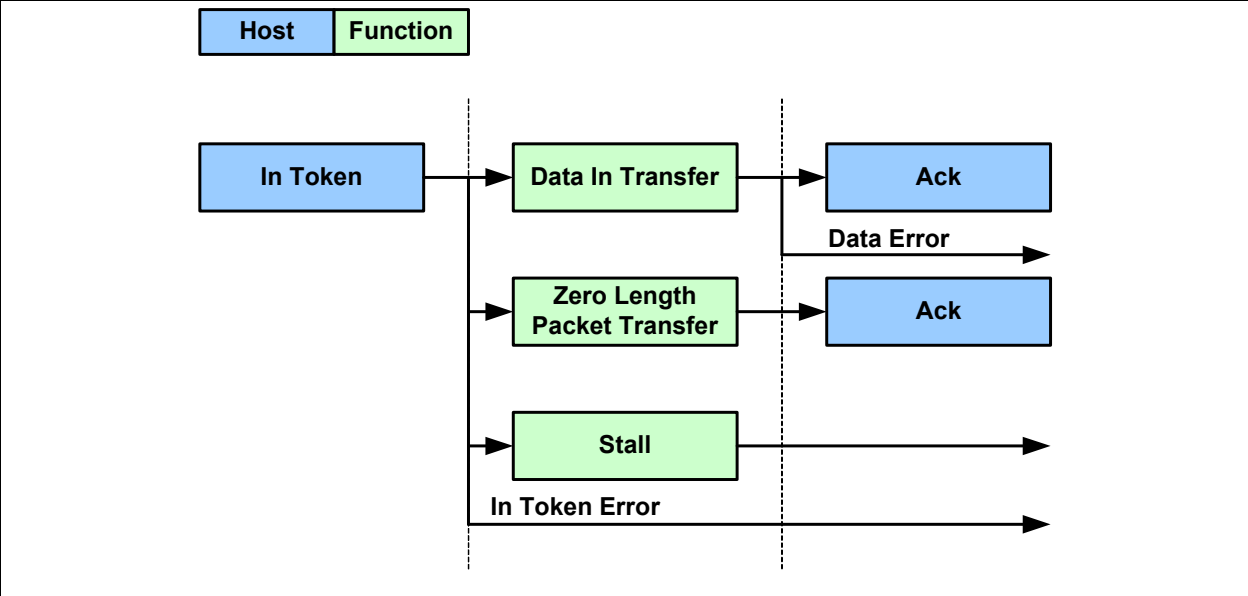 Host Function
In Token
Data In Transfer
Ack
Data Error
Zero Length
Packet Transfer
Ack
Stall
In Token Error